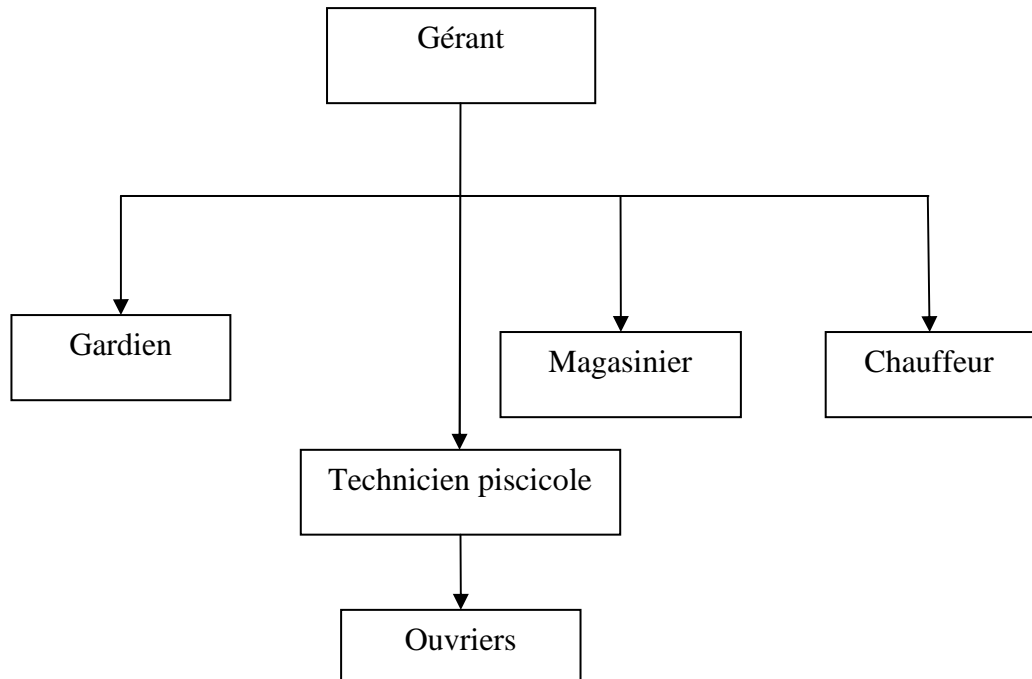 Gérant
Gardien
Magasinier
Chauffeur
Technicien piscicole
Ouvriers